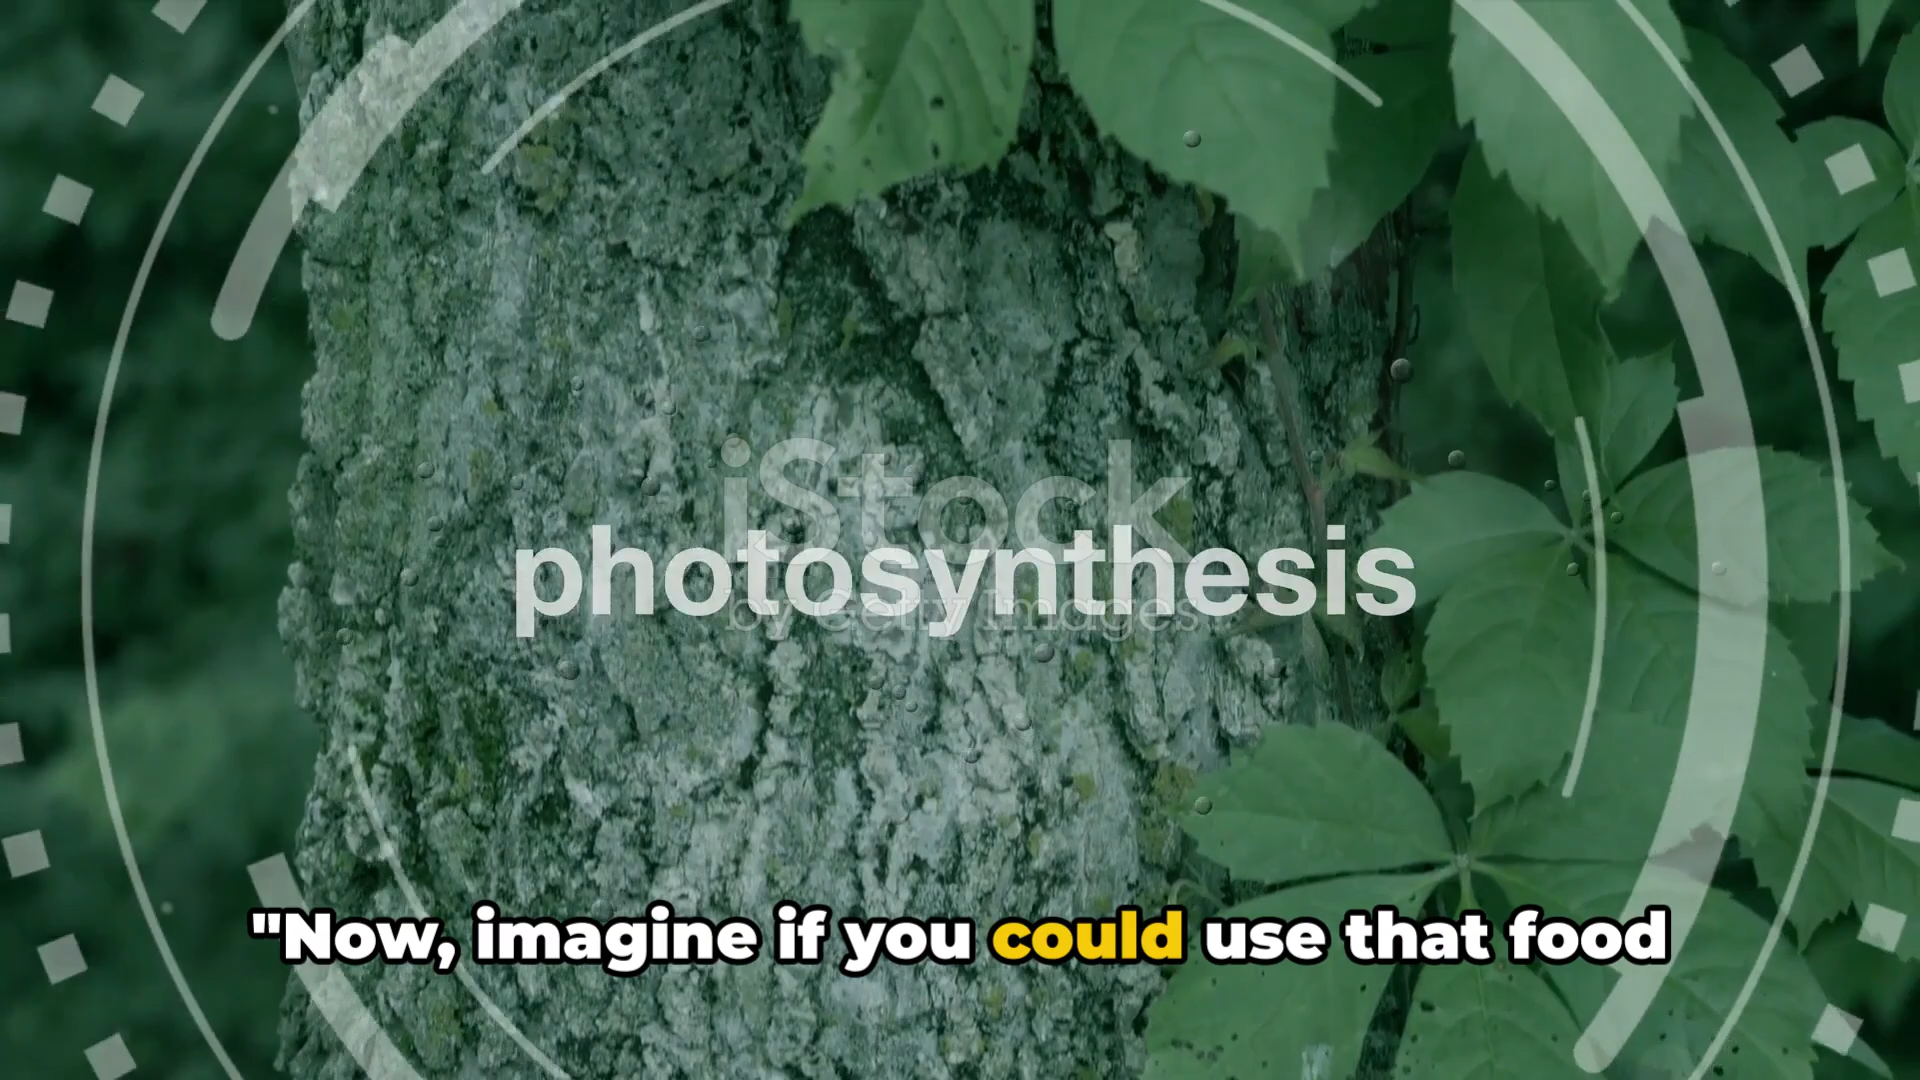 iStock
photosynthesis
by Getty Images
"Now, imagine if you could use that food